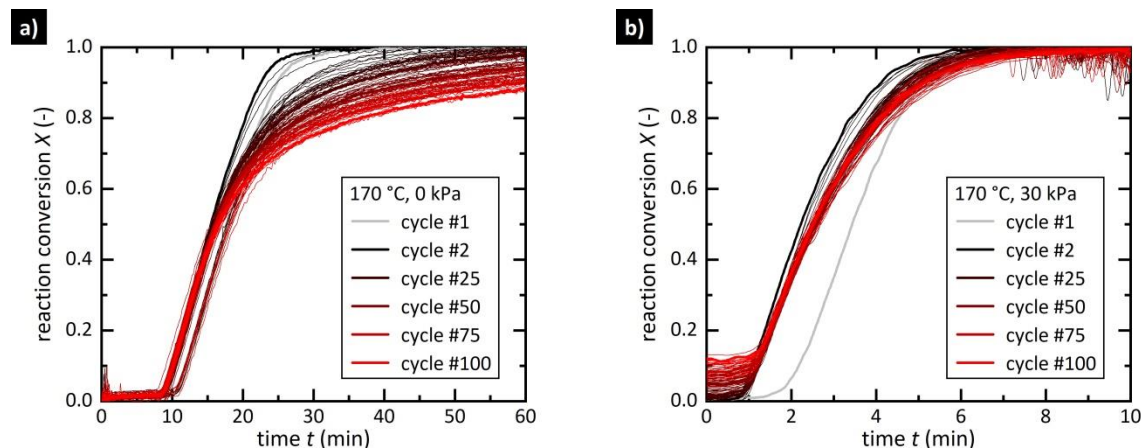 a)
reaction conversion X (-)
1.0
0.8
0.6
0.4
0.2
0.0
170 °C, 0 kPa
cycle #1
cycle #2
cycle #25
cycle #50
cycle #75
cycle #100
0 10 20 30 40 50 60
time t (min)
b)
reaction conversion X (-)
1.0
0.8
0.6
0.4
0.2
0.0
170 °C, 30 kPa
cycle #1
cycle #2
cycle #25
cycle #50
cycle #75
cycle #100
0 2 4 6 8 10
time t (min)